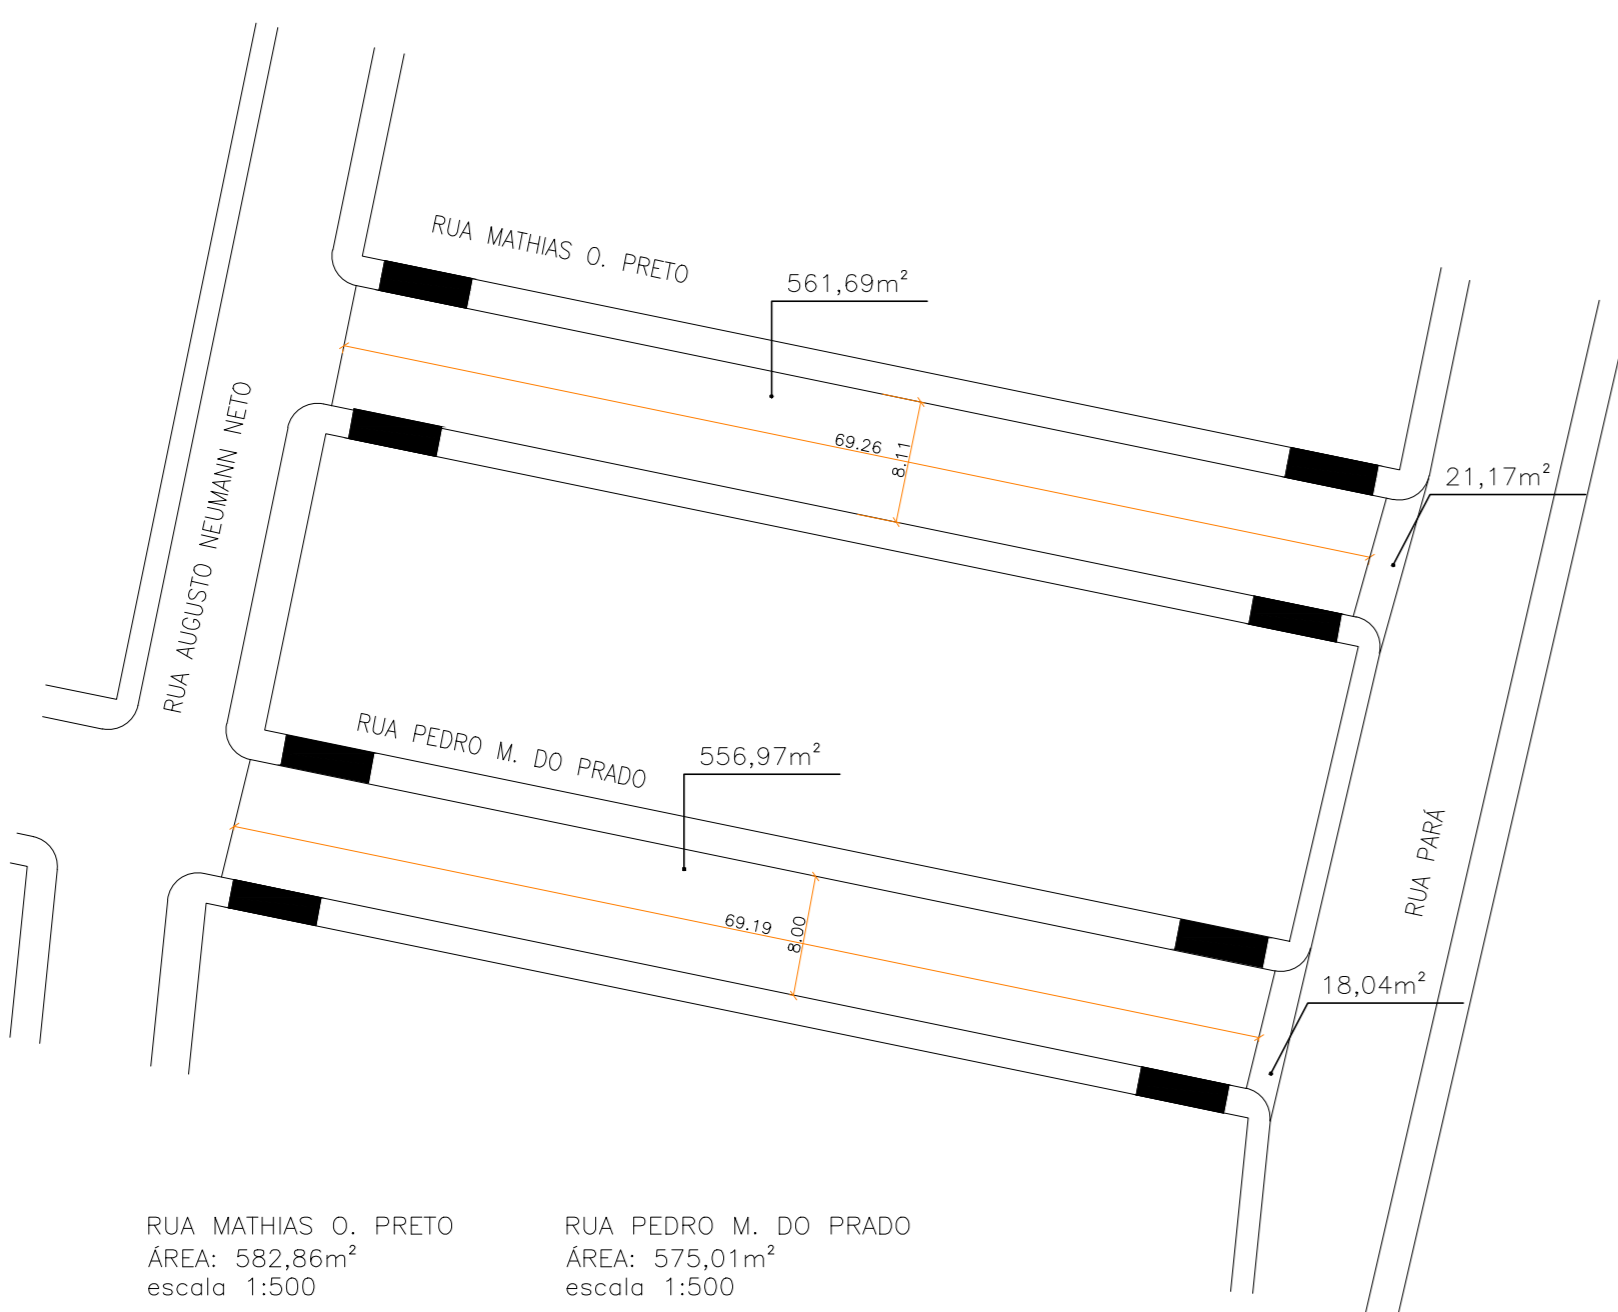 RUA MATHIAS O. PRETO
561,69m²
RUA AUGUSTO NEUMANN NETO
69.26
8.11
21,17m²
RUA PEDRO M. DO PRADO
556,97m²
RUA PARÁ
69.19
8.00
18,04m²
RUA MATHIAS O. PRETO
ÁREA: 582,86m²
escala 1:500
RUA PEDRO M. DO PRADO
ÁREA: 575,01m²
escala 1:500